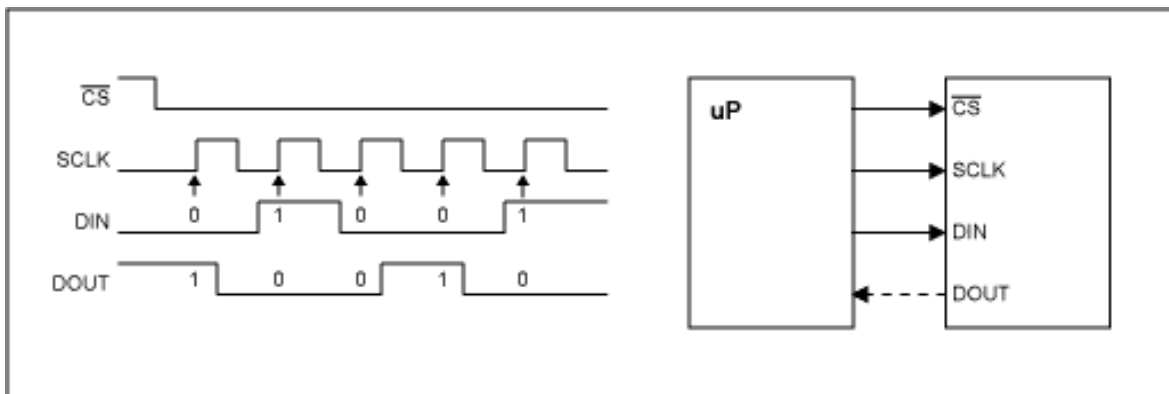 CS
SCLK
DIN
0 1 0 0 1
DOUT
1 0 0 1 0
uP
CS
SCLK
DIN
DOUT